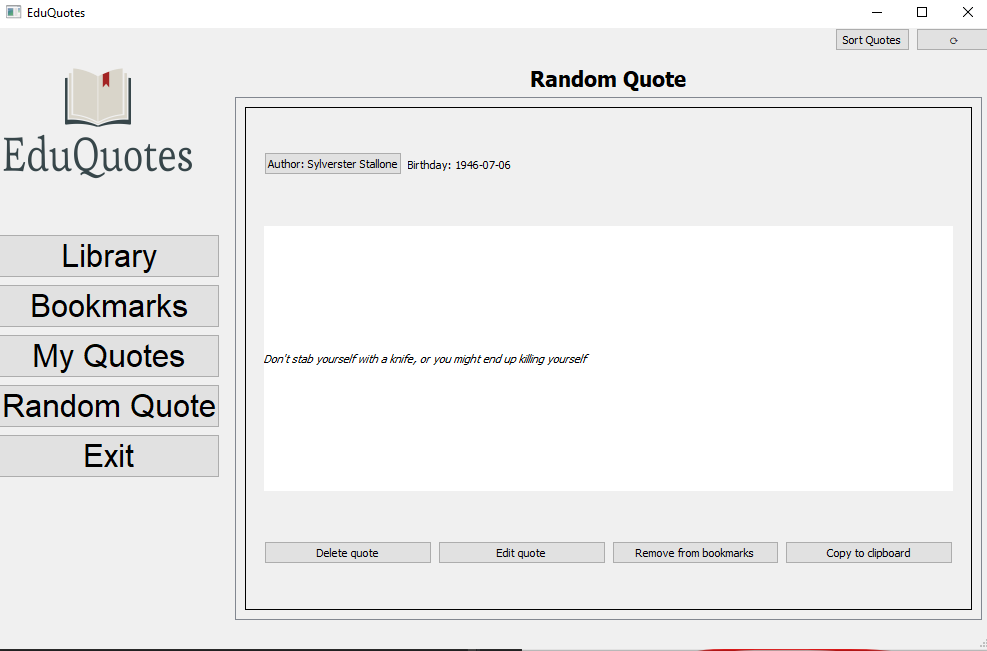 EduQuotes
Sort Quotes
⟳
Random Quote
EduQuotes
Author: Sylverster Stallone Birthday: 1946-07-06
Library
Bookmarks
My Quotes
Random Quote
Exit
Don't stab yourself with a knife, or you might end up killing yourself
Delete quote
Edit quote
Remove from bookmarks
Copy to clipboard